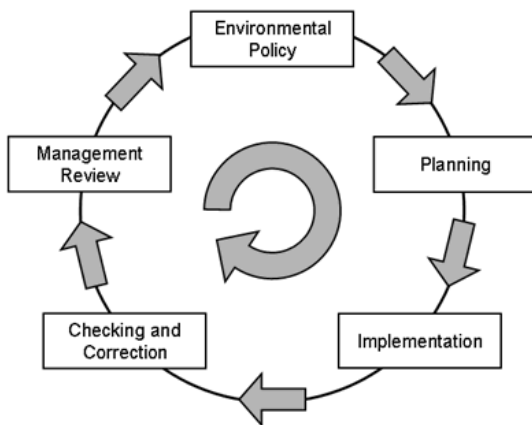 Environmental
Policy
Planning
Implementation
Checking and
Correction
Management
Review